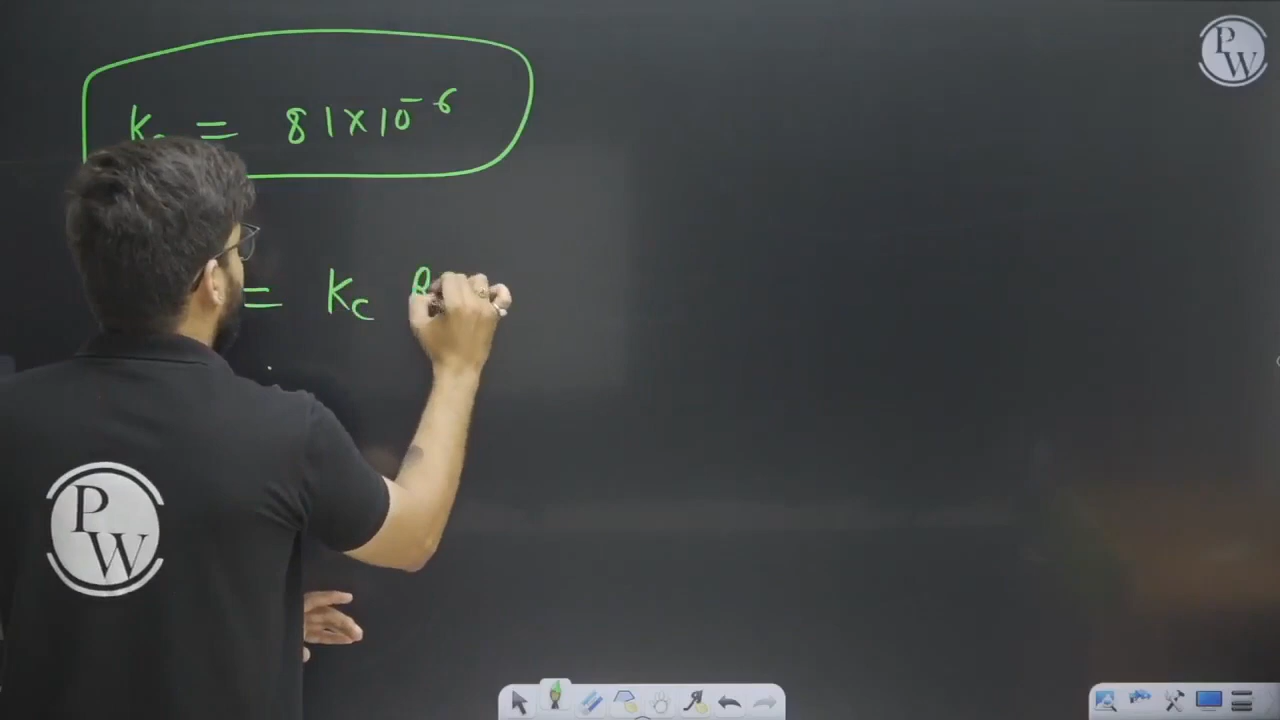 PW
K = 81×10⁻⁶
= Kc
PW